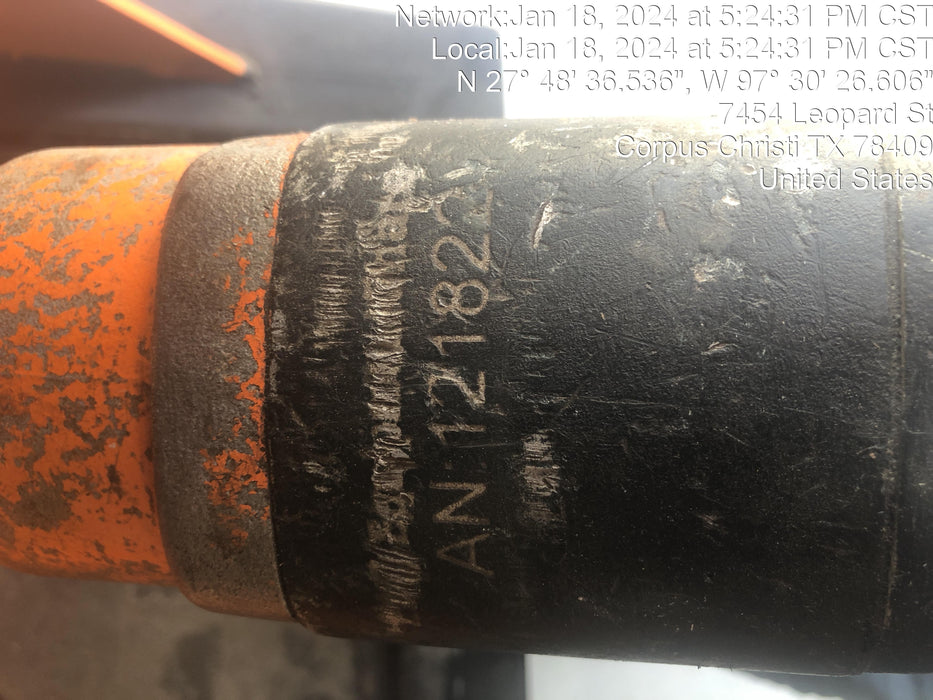 Network:Jan 18, 2024 at 5:24:31 PM CST
Local:Jan 18, 2024 at 5:24:31 PM CST
N 27° 48' 36.536", W 97° 30' 26.606"
7454 Leopard St
Corpus Christi TX 78409
United States
AN 121822